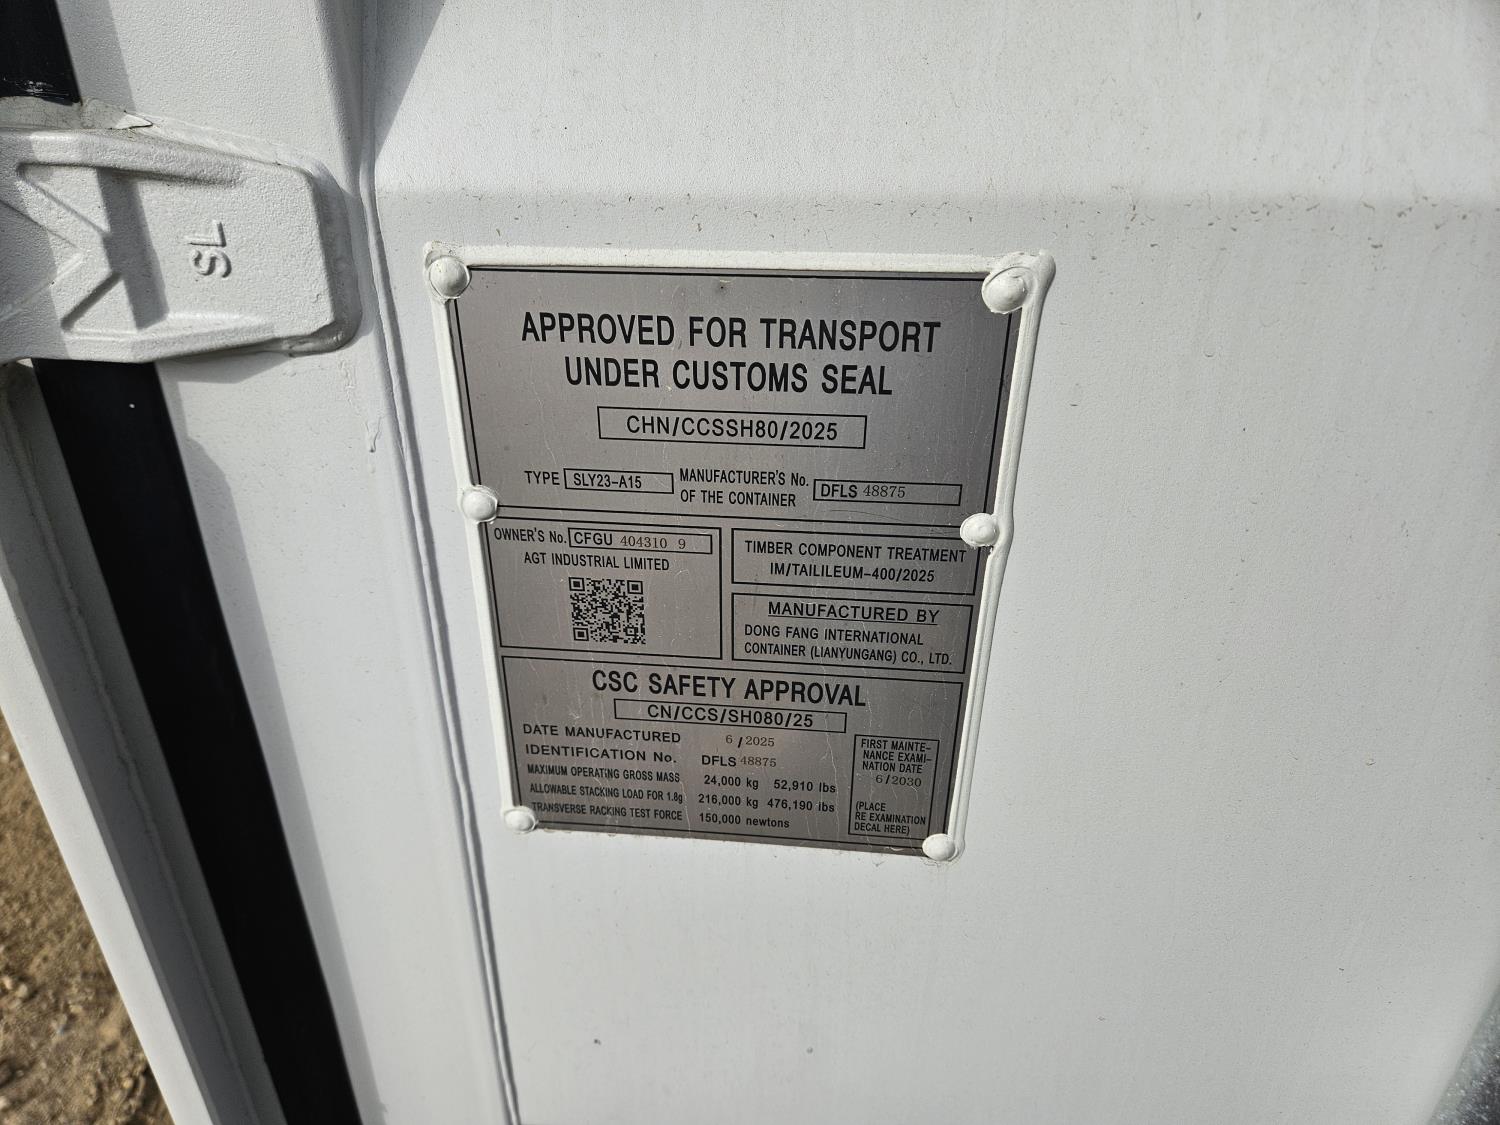 SL
APPROVED FOR TRANSPORT
UNDER CUSTOMS SEAL
CHN/CCSSH80/2025
TYPE SLY23-A15 MANUFACTURER'S No. OF THE CONTAINER DFLS 48875
OWNER'S No. CFGU 404310 9
AGT INDUSTRIAL LIMITED
TIMBER COMPONENT TREATMENT
IM/TAILILEUM-400/2025
MANUFACTURED BY
DONG FANG INTERNATIONAL
CONTAINER (LIANYUNGANG) CO., LTD.
CSC SAFETY APPROVAL
CN/CCS/SH080/25
DATE MANUFACTURED 6 / 2025
IDENTIFICATION No. DFLS 48875
MAXIMUM OPERATING GROSS MASS 24,000 kg 52,910 lbs
ALLOWABLE STACKING LOAD FOR 1.8g 216,000 kg 476,190 lbs
TRANSVERSE RACKING TEST FORCE 150,000 newtons
FIRST MAINTE-
NANCE EXAMI-
NATION DATE
6/2030
(PLACE
RE EXAMINATION
DECAL HERE)